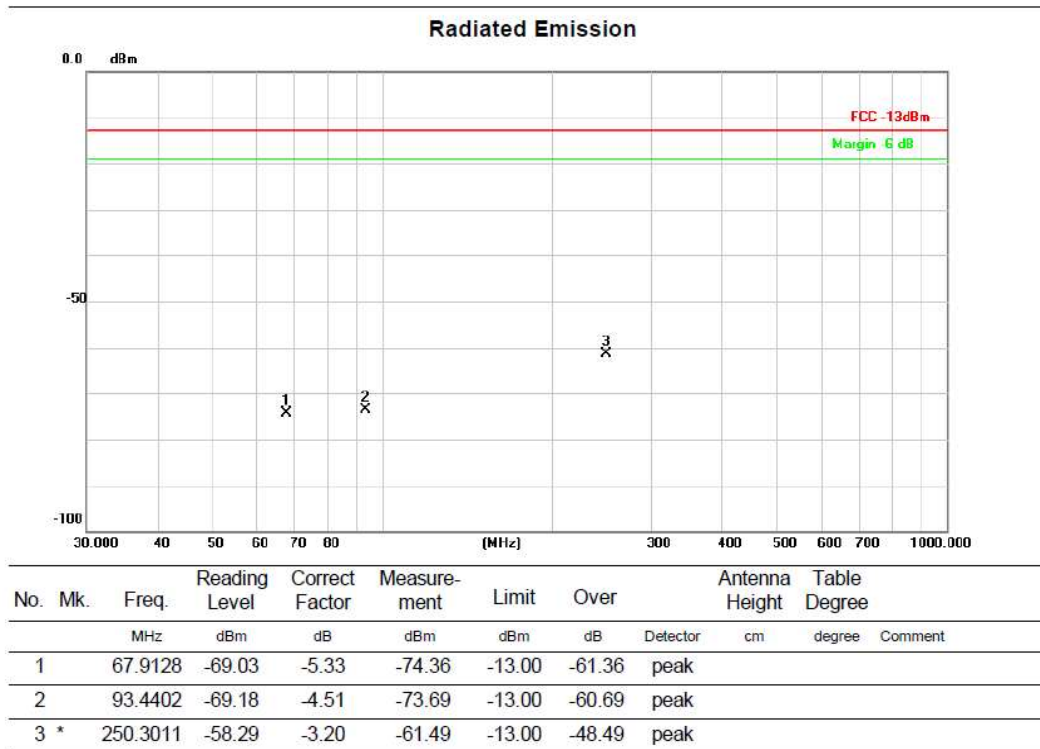 Radiated Emission
0.0 dBm
FCC -13dBm
Margin -6 dB
-50
3
1 2
-100
30.000 40 50 60 70 80 (MHz) 300 400 500 600 700 1000.000
Reading Correct Measure- Antenna Table
No. Mk. Freq. Level Factor ment Limit Over Height Degree
MHz dBm dB dBm dBm dB Detector cm degree Comment
1 67.9128 -69.03 -5.33 -74.36 -13.00 -61.36 peak
2 93.4402 -69.18 -4.51 -73.69 -13.00 -60.69 peak
3 * 250.3011 -58.29 -3.20 -61.49 -13.00 -48.49 peak